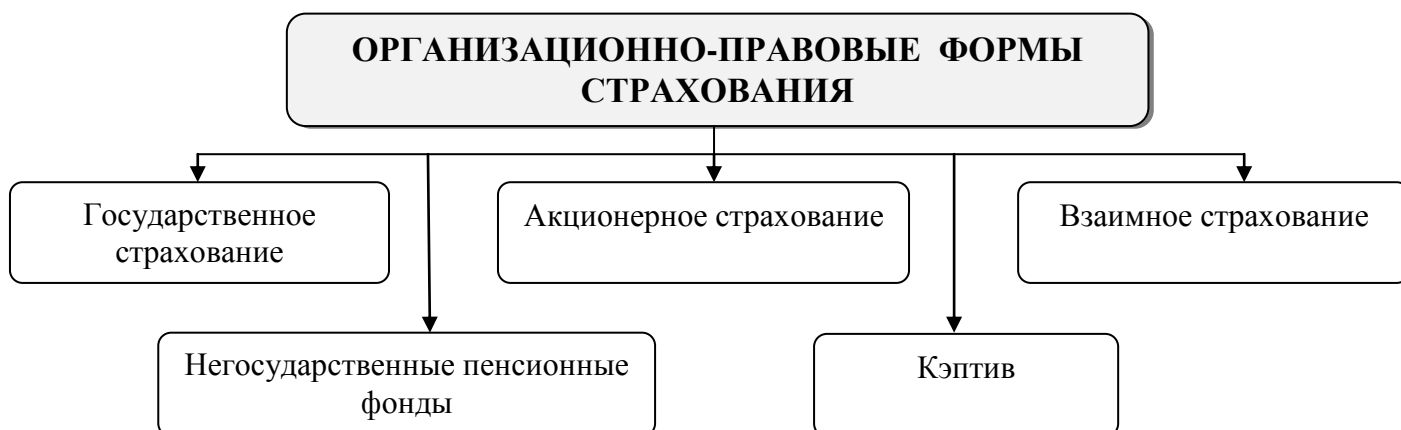 ОРГАНИЗАЦИОННО-ПРАВОВЫЕ ФОРМЫ
СТРАХОВАНИЯ
Государственное
страхование
Акционерное страхование
Взаимное страхование
Негосударственные пенсионные
фонды
Кэптив